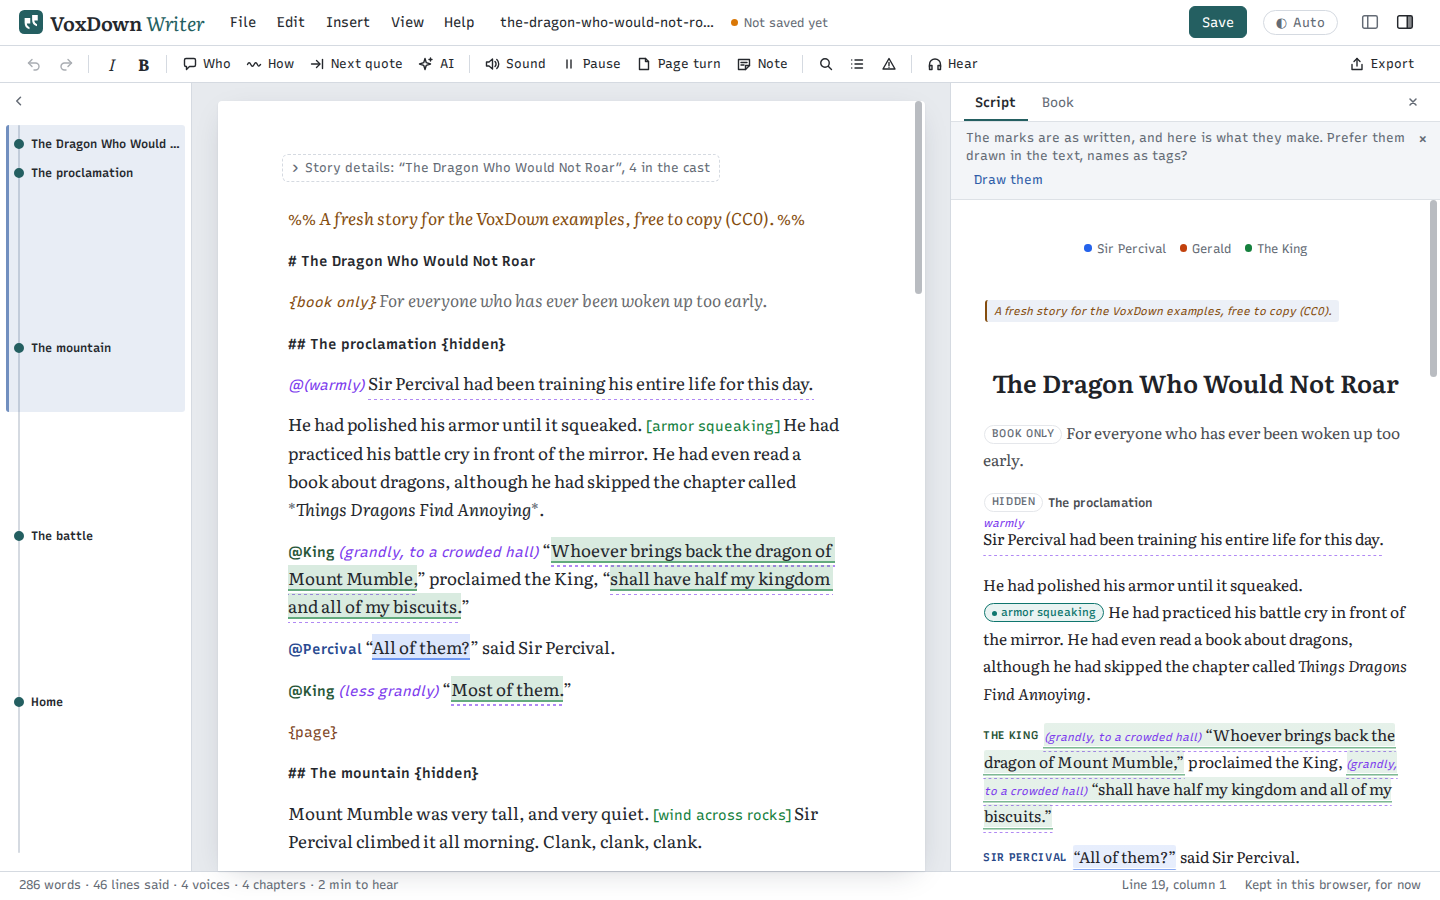 VoxDown Writer File Edit Insert View Help the-dragon-who-would-not-ro... Not saved yet Save Auto
I B Who How Next quote AI Sound Pause Page turn Note Hear Export
The Dragon Who Would ...
The proclamation
The mountain
The battle
Home
Story details: “The Dragon Who Would Not Roar”, 4 in the cast
%% A fresh story for the VoxDown examples, free to copy (CC0). %%
# The Dragon Who Would Not Roar
{book only} For everyone who has ever been woken up too early.
## The proclamation {hidden}
@(warmly) Sir Percival had been training his entire life for this day.
He had polished his armor until it squeaked. [armor squeaking] He had
practiced his battle cry in front of the mirror. He had even read a
book about dragons, although he had skipped the chapter called
*Things Dragons Find Annoying*.
@King (grandly, to a crowded hall) “Whoever brings back the dragon of
Mount Mumble,” proclaimed the King, “shall have half my kingdom
and all of my biscuits.”
@Percival “All of them?” said Sir Percival.
@King (less grandly) “Most of them.”
{page}
## The mountain {hidden}
Mount Mumble was very tall, and very quiet. [wind across rocks] Sir
Percival climbed it all morning. Clank, clank, clank.
Script Book
The marks are as written, and here is what they make. Prefer them
drawn in the text, names as tags?
Draw them
Sir Percival Gerald The King
A fresh story for the VoxDown examples, free to copy (CC0).
The Dragon Who Would Not Roar
BOOK ONLY For everyone who has ever been woken up too
early.
HIDDEN The proclamation
warmly
Sir Percival had been training his entire life for this day.
He had polished his armor until it squeaked.
armor squeaking He had practiced his battle cry in front of
the mirror. He had even read a book about dragons,
although he had skipped the chapter called Things Dragons
Find Annoying.
THE KING (grandly, to a crowded hall) “Whoever brings back the
dragon of Mount Mumble,” proclaimed the King, (grandly,
to a crowded hall) “shall have half my kingdom and all of my
biscuits.”
SIR PERCIVAL “All of them?” said Sir Percival.
286 words · 46 lines said · 4 voices · 4 chapters · 2 min to hear
Line 19, column 1 Kept in this browser, for now